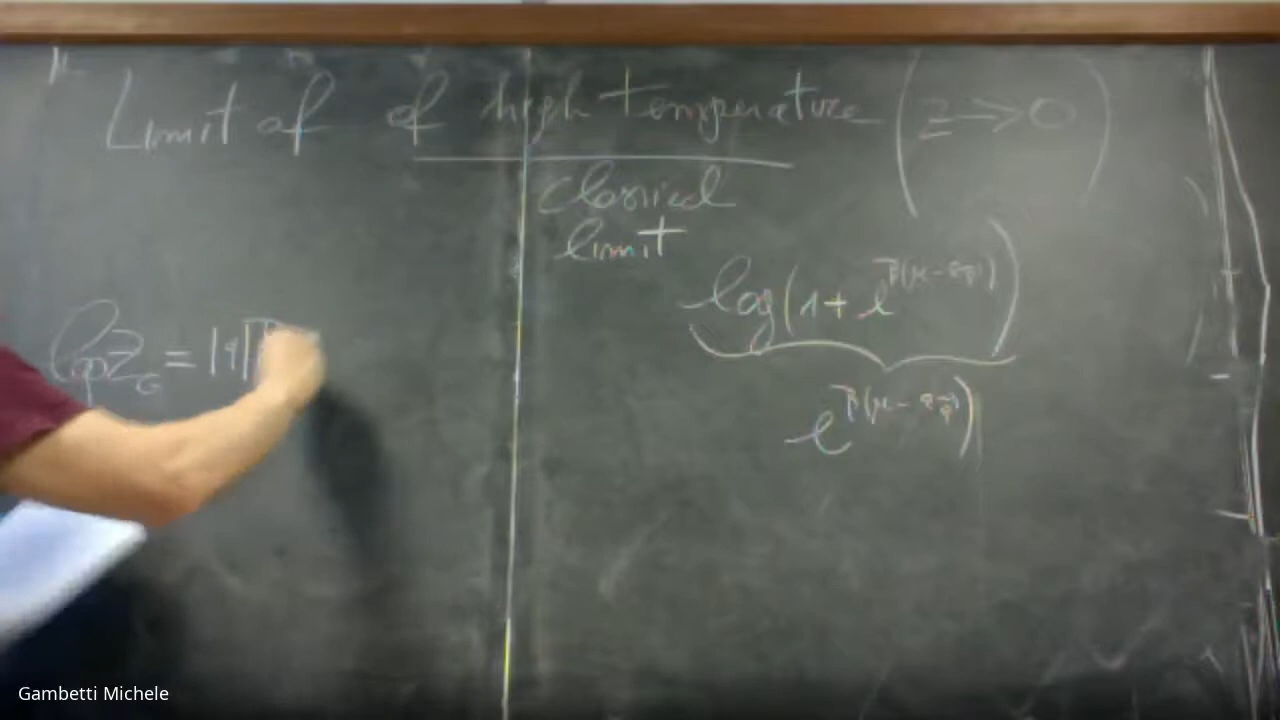 Limit of of high temperature (z → 0)
Classical
limit
log(1 + e^{β(μ - ε_p)})
log Z_G =
e^{β(μ - ε_p)}
Gambetti Michele